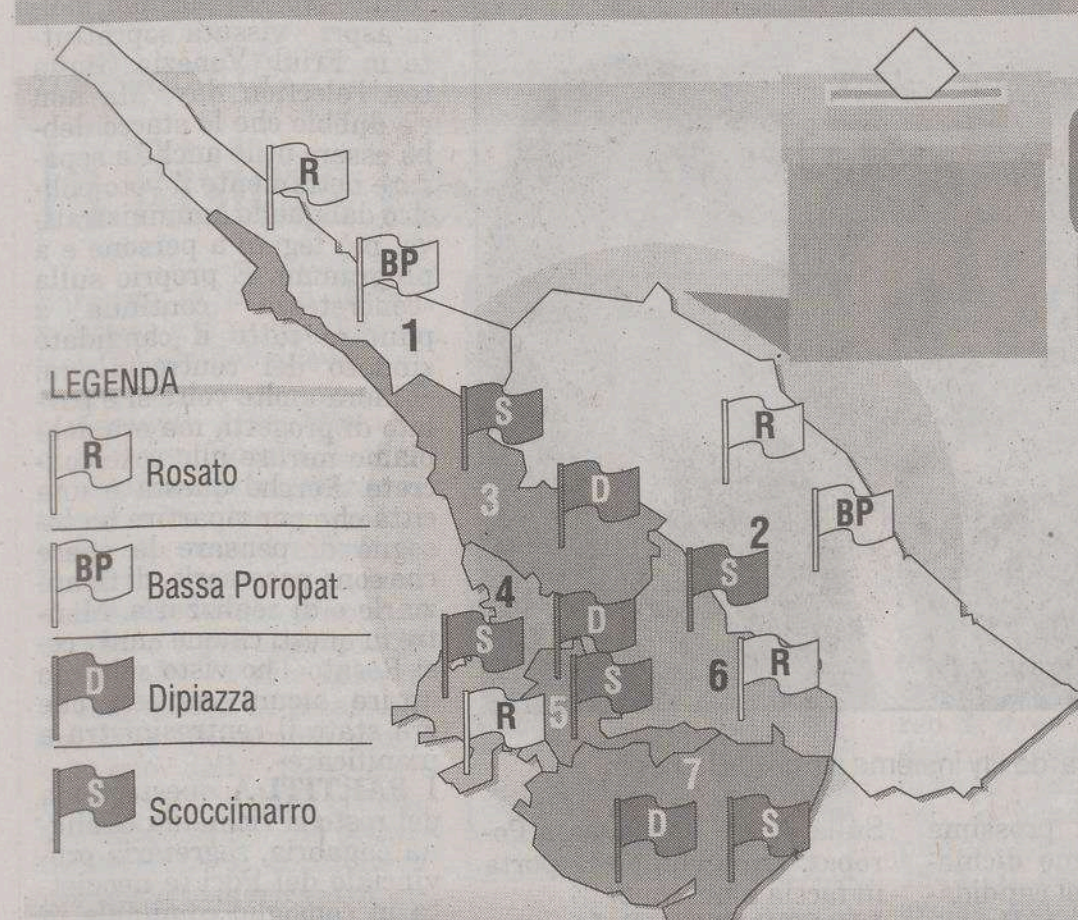 R
BP
1
LEGENDA
R Rosato
BP Bassa Poropat
D Dipiazza
S Scoccimarro
S
3
D
R
2
BP
4
S
D
S
6
R
S
R
5
7
D
S